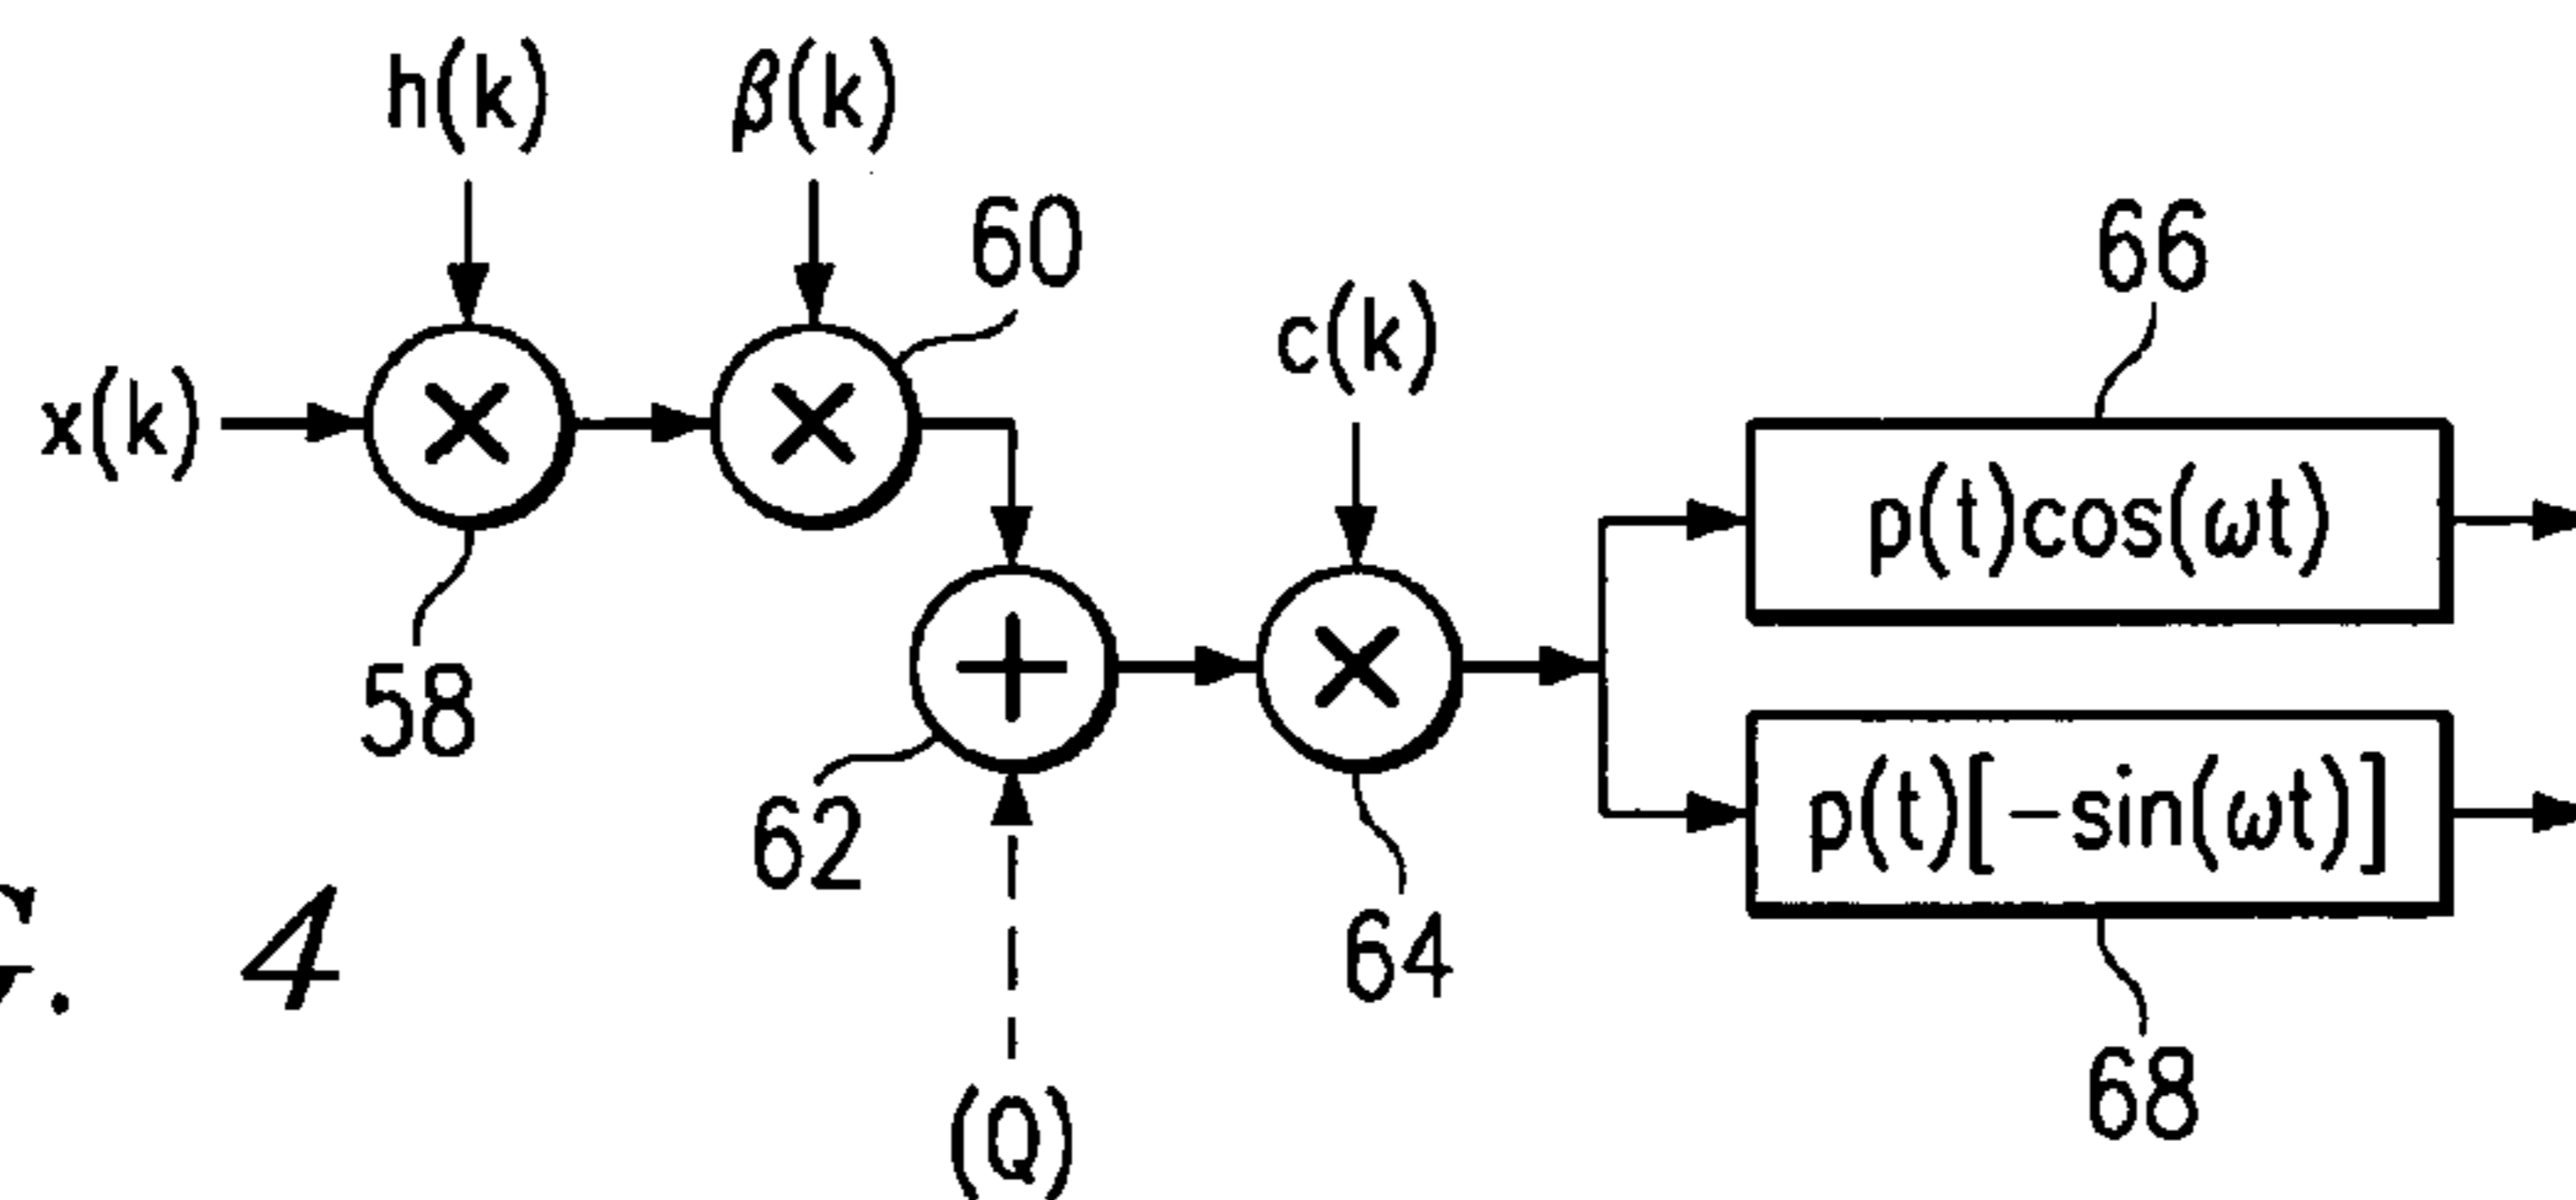 h(k)
β(k)
60
66
c(k)
x(k)
p(t)cos(ωt)
58
62
p(t)[−sin(ωt)]
64
4
(Q)
68